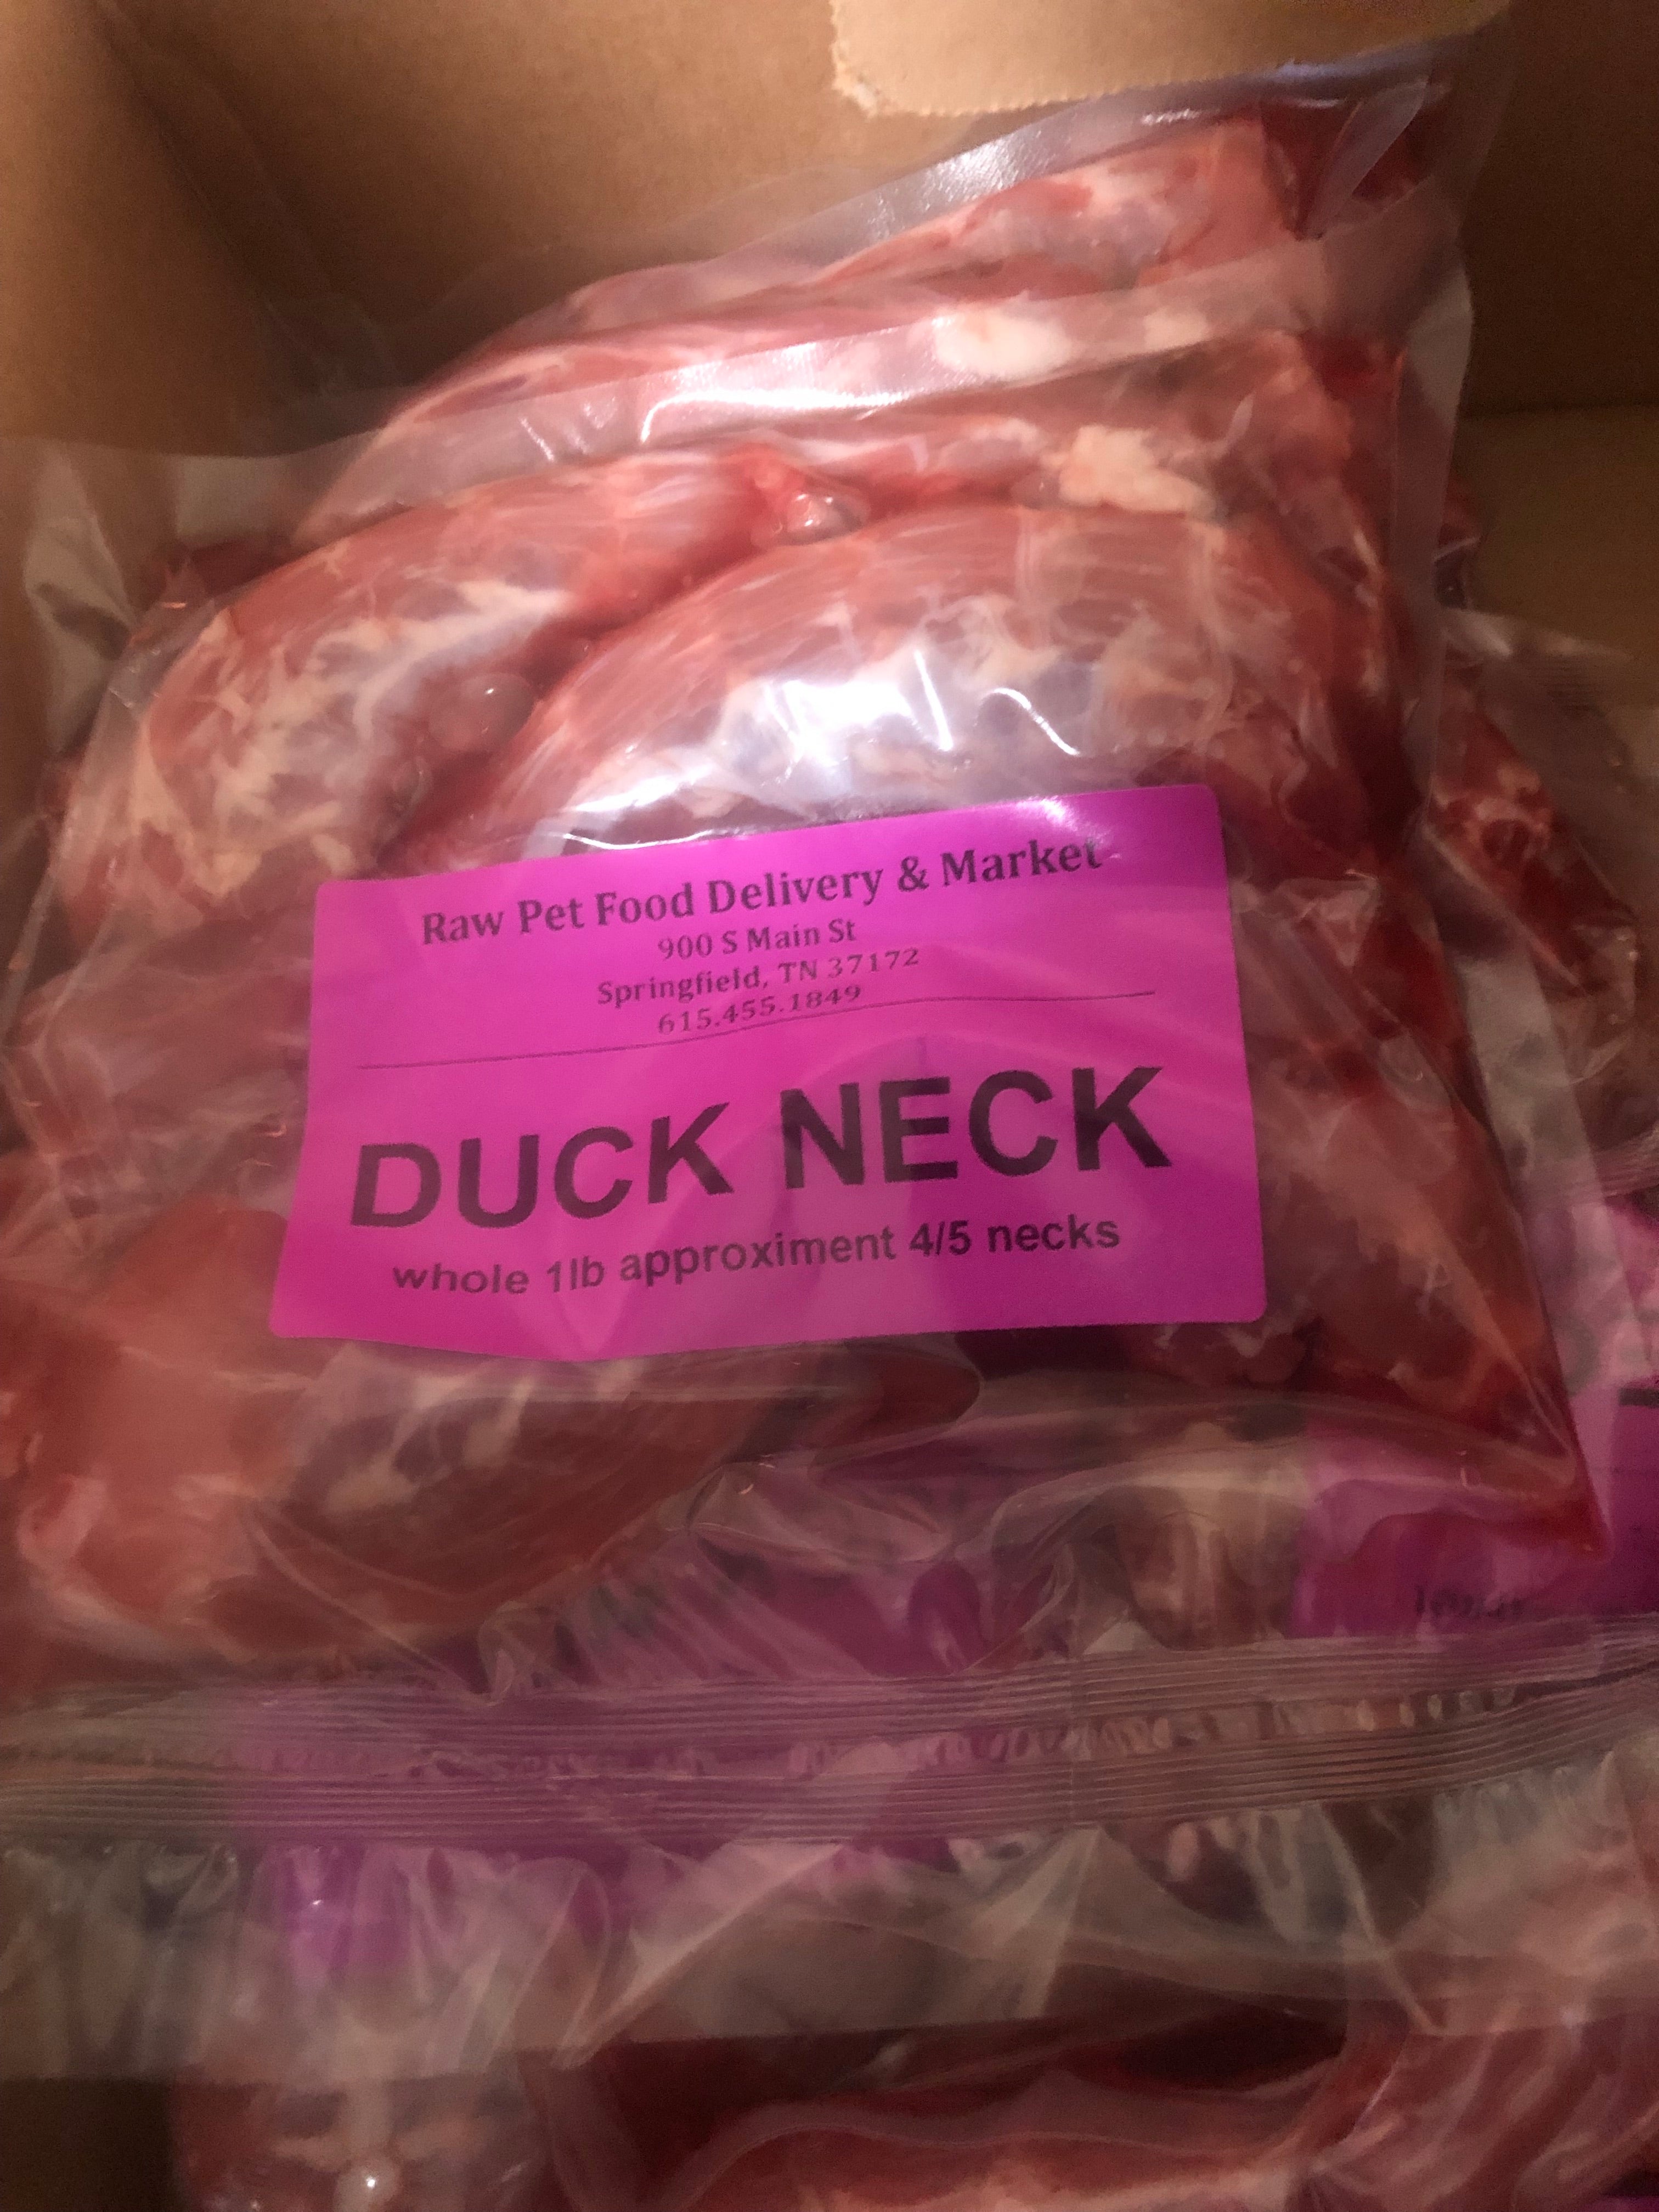 Raw Pet Food Delivery & Market
900 S Main St
Springfield, TN 37172
615.455.1849
DUCK NECK
whole 1lb approximent 4/5 necks